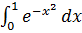 ∫₀¹ e^{-x²} dx